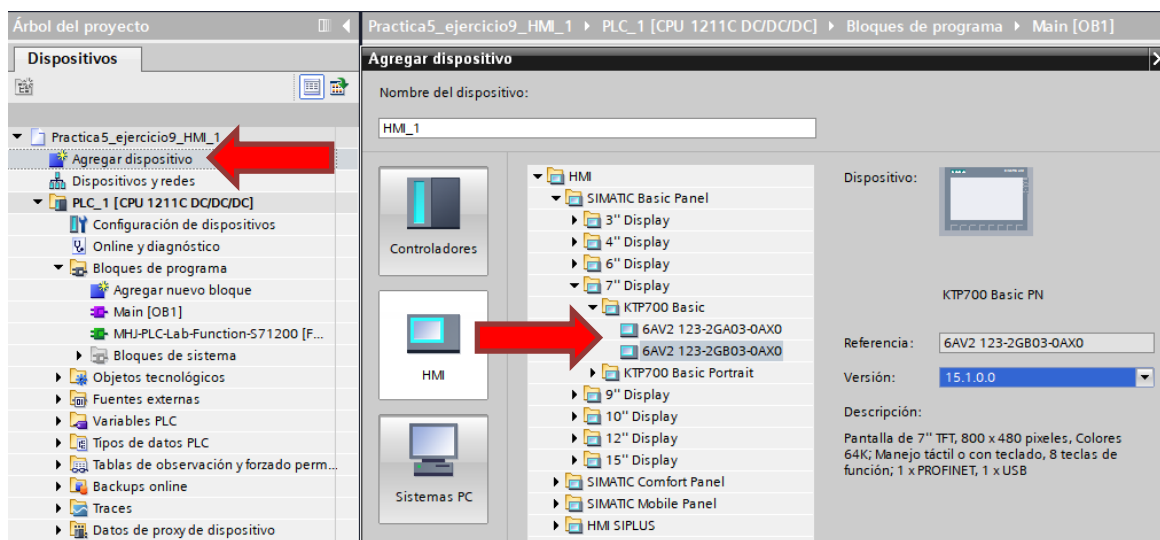 Árbol del proyecto
Dispositivos
Practica5_ejercicio9_HMI_1
Agregar dispositivo
Dispositivos y redes
PLC_1 [CPU 1211C DC/DC/DC]
Configuración de dispositivos
Online y diagnóstico
Bloques de programa
Agregar nuevo bloque
Main [OB1]
MHJ-PLC-Lab-Function-S71200 [F...
Bloques de sistema
Objetos tecnológicos
Fuentes externas
Variables PLC
Tipos de datos PLC
Tablas de observación y forzado perm...
Backups online
Traces
Datos de proxy de dispositivo
Practica5_ejercicio9_HMI_1 PLC_1 [CPU 1211C DC/DC/DC] Bloques de programa Main [OB1]
Agregar dispositivo
Nombre del dispositivo:
HMI_1
Controladores
HMI
Sistemas PC
HMI
SIMATIC Basic Panel
3'' Display
4'' Display
6'' Display
7'' Display
KTP700 Basic
6AV2 123-2GA03-0AX0
6AV2 123-2GB03-0AX0
KTP700 Basic Portrait
9'' Display
10'' Display
12'' Display
15'' Display
SIMATIC Comfort Panel
SIMATIC Mobile Panel
HMI SIPLUS
Dispositivo:
KTP700 Basic PN
Referencia: 6AV2 123-2GB03-0AX0
Versión: 15.1.0.0
Descripción:
Pantalla de 7'' TFT, 800 x 480 pixeles, Colores
64K; Manejo táctil o con teclado, 8 teclas de
función; 1 x PROFINET, 1 x USB